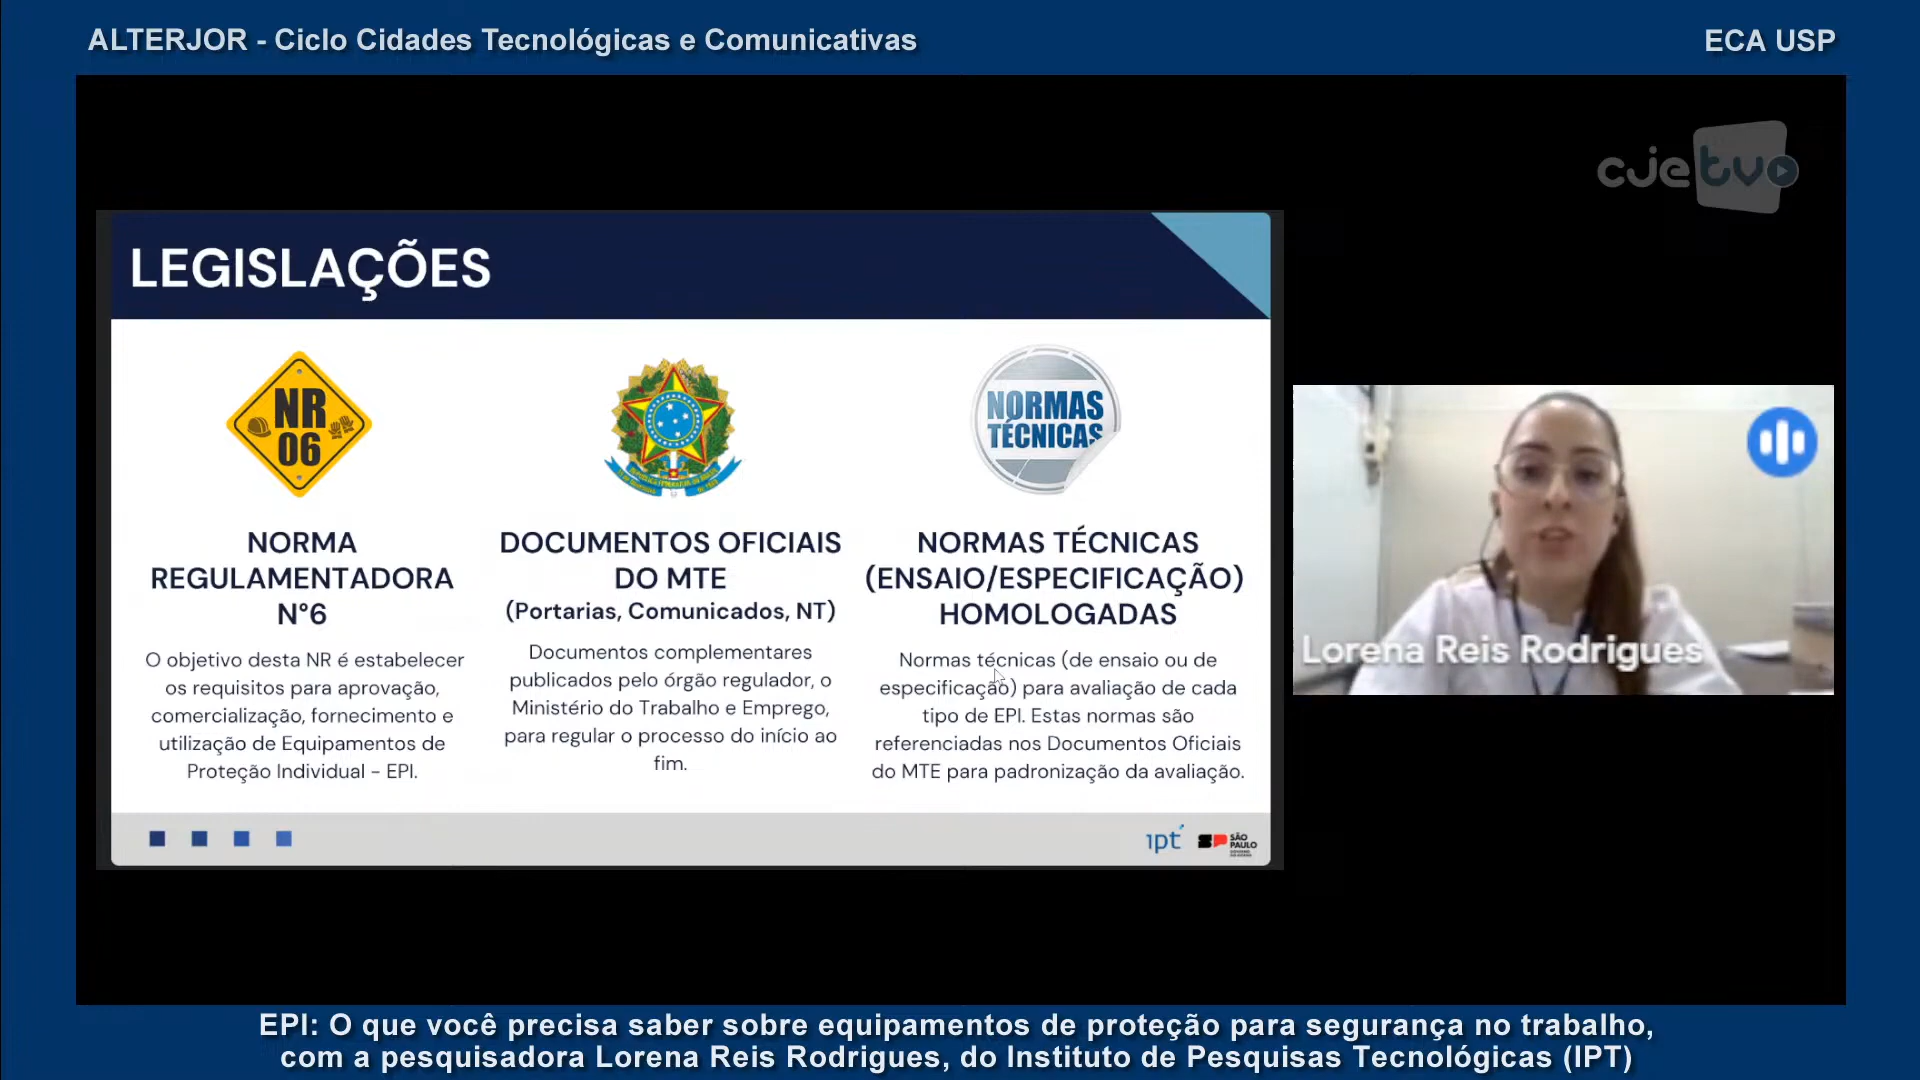 ALTERJOR - Ciclo Cidades Tecnológicas e Comunicativas
ECA USP
cjetvo
LEGISLAÇÕES
NR
06
NORMAS
TÉCNICAS
NORMA
REGULAMENTADORA
N°6
O objetivo desta NR é estabelecer
os requisitos para aprovação,
comercialização, fornecimento e
utilização de Equipamentos de
Proteção Individual - EPI.
DOCUMENTOS OFICIAIS
DO MTE
(Portarias, Comunicados, NT)
Documentos complementares
publicados pelo órgão regulador, o
Ministério do Trabalho e Emprego,
para regular o processo do início ao
fim.
NORMAS TÉCNICAS
(ENSAIO/ESPECIFICAÇÃO)
HOMOLOGADAS
Normas técnicas (de ensaio ou de
especificação) para avaliação de cada
tipo de EPI. Estas normas são
referenciadas nos Documentos Oficiais
do MTE para padronização da avaliação.
Lorena Reis Rodrigues
ipt
SÃO
PAULO
EPI: O que você precisa saber sobre equipamentos de proteção para segurança no trabalho,
com a pesquisadora Lorena Reis Rodrigues, do Instituto de Pesquisas Tecnológicas (IPT)